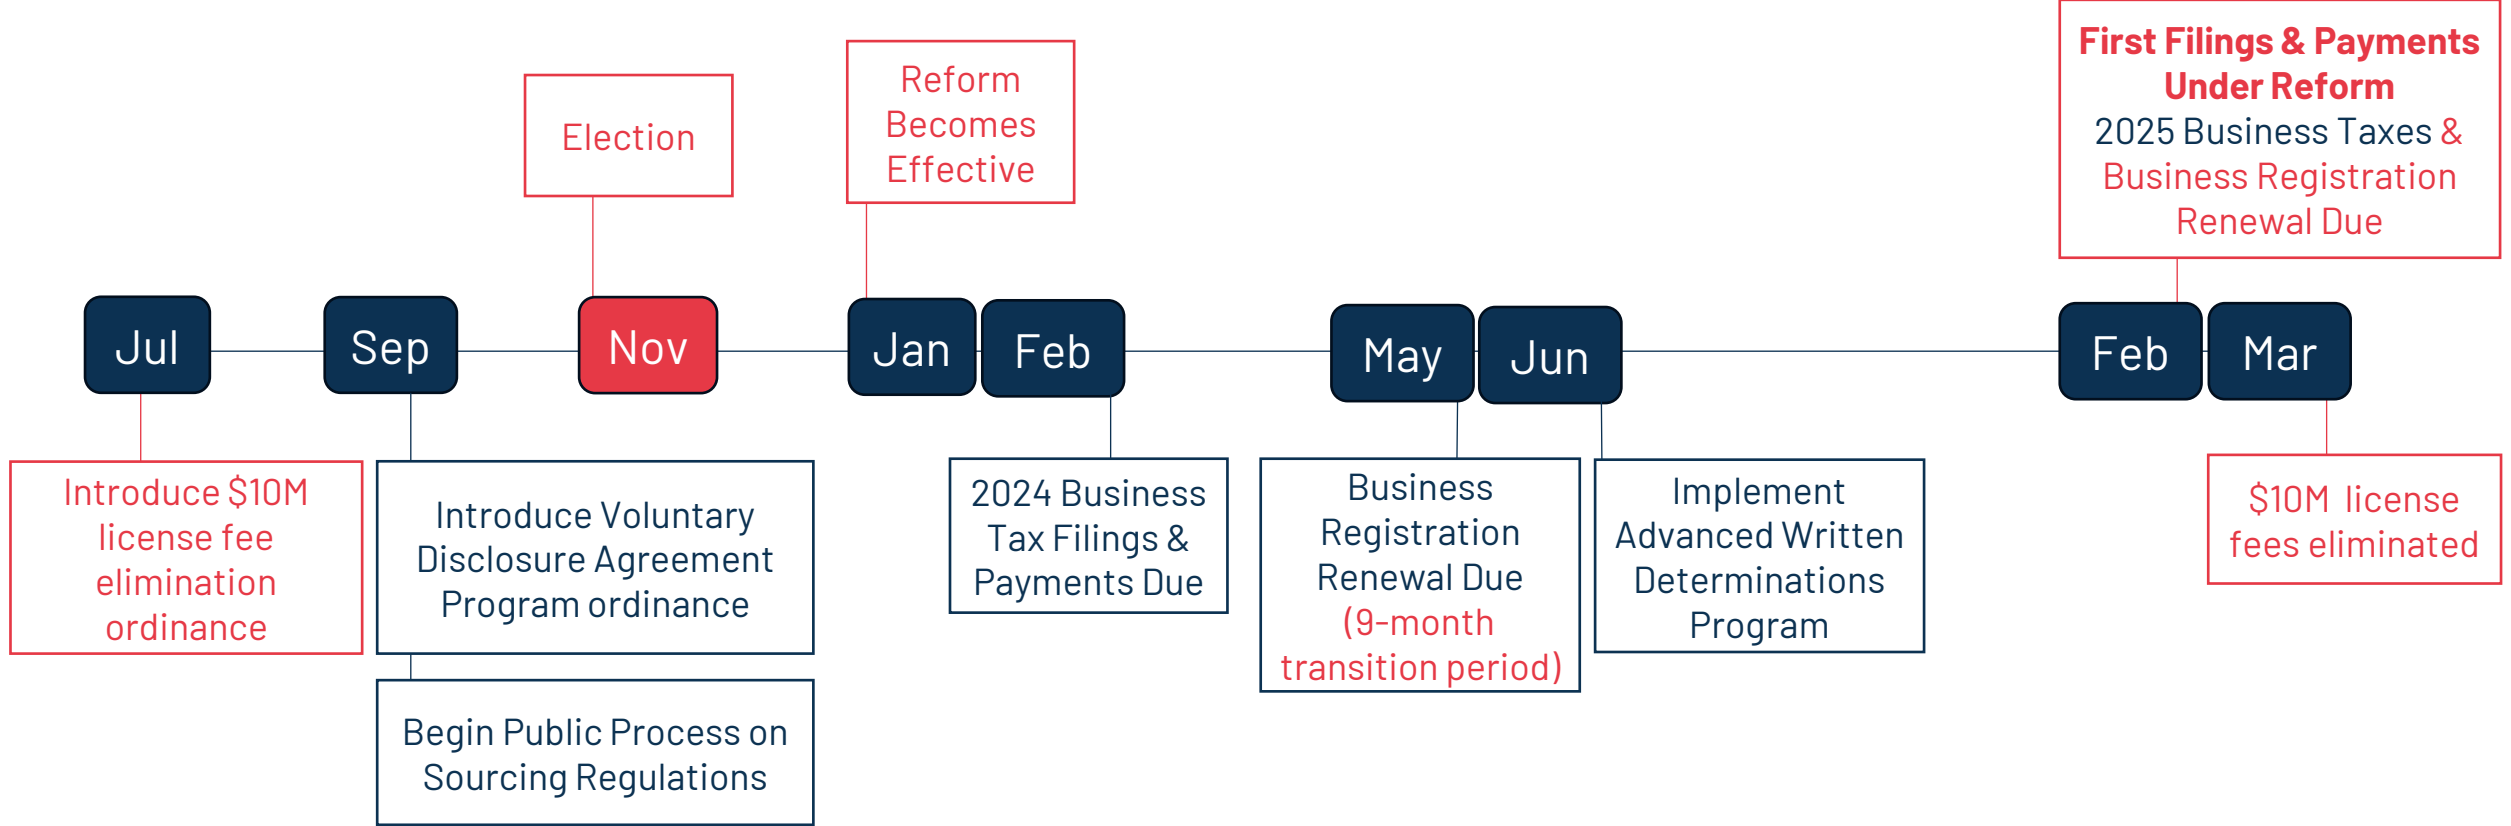 First Filings & Payments
Under Reform
2025 Business Taxes &
Business Registration
Renewal Due
Reform
Becomes
Effective
Election
Jul
Sep
Nov
Jan
Feb
May
Jun
Feb
Mar
Introduce $10M
license fee
elimination
ordinance
Introduce Voluntary
Disclosure Agreement
Program ordinance
Begin Public Process on
Sourcing Regulations
2024 Business
Tax Filings &
Payments Due
Business
Registration
Renewal Due
(9-month
transition period)
Implement
Advanced Written
Determinations
Program
$10M license
fees eliminated